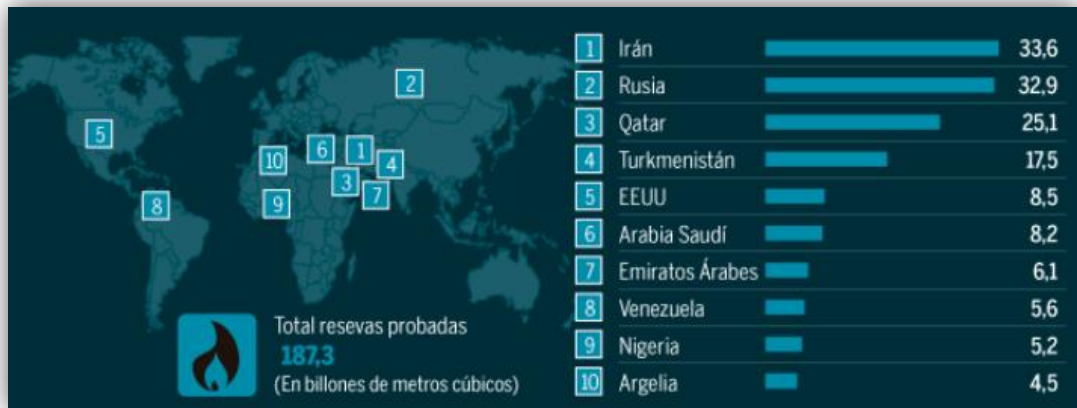 1 Irán 33,6
2 Rusia 32,9
3 Qatar 25,1
4 Turkmenistán 17,5
5 EEUU 8,5
6 Arabia Saudí 8,2
7 Emiratos Árabes 6,1
8 Venezuela 5,6
9 Nigeria 5,2
10 Argelia 4,5
2
5
6
1
10
4
3
7
8
9
Total resevas probadas
187,3
(En billones de metros cúbicos)